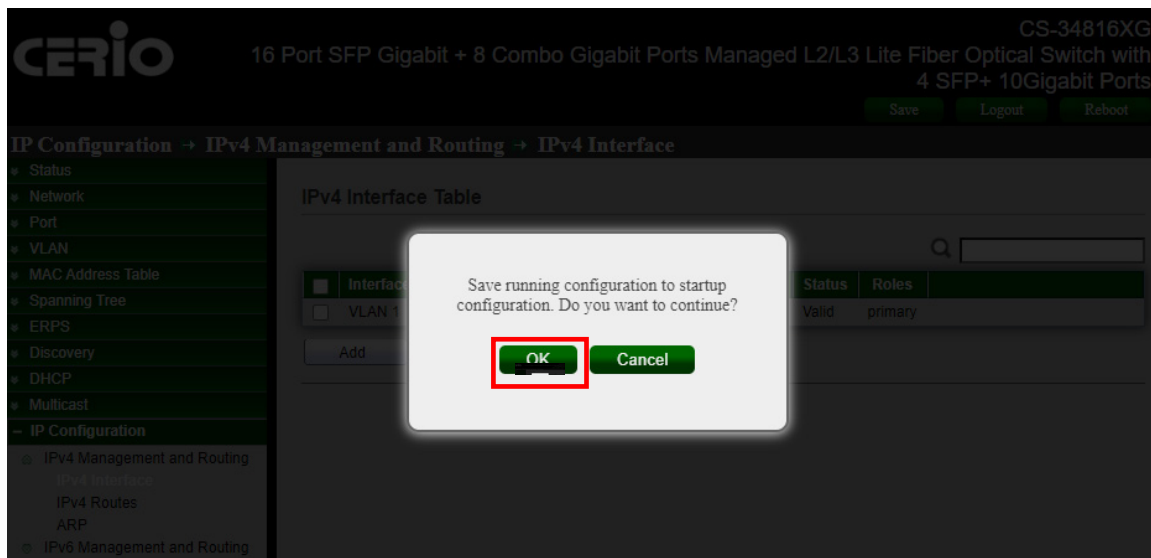 CERIO
CS-34816XG
16 Port SFP Gigabit + 8 Combo Gigabit Ports Managed L2/L3 Lite Fiber Optical Switch with
4 SFP+ 10Gigabit Ports
Save Logout Reboot
IP Configuration → IPv4 Management and Routing → IPv4 Interface
Status
Network
Port
VLAN
MAC Address Table
Spanning Tree
ERPS
Discovery
DHCP
Multicast
IP Configuration
IPv4 Management and Routing
IPv4 Interface
IPv4 Routes
ARP
IPv6 Management and Routing
IPv4 Interface Table
Interface Status Roles
VLAN 1 Valid primary
Add
Save running configuration to startup
configuration. Do you want to continue?
OK Cancel